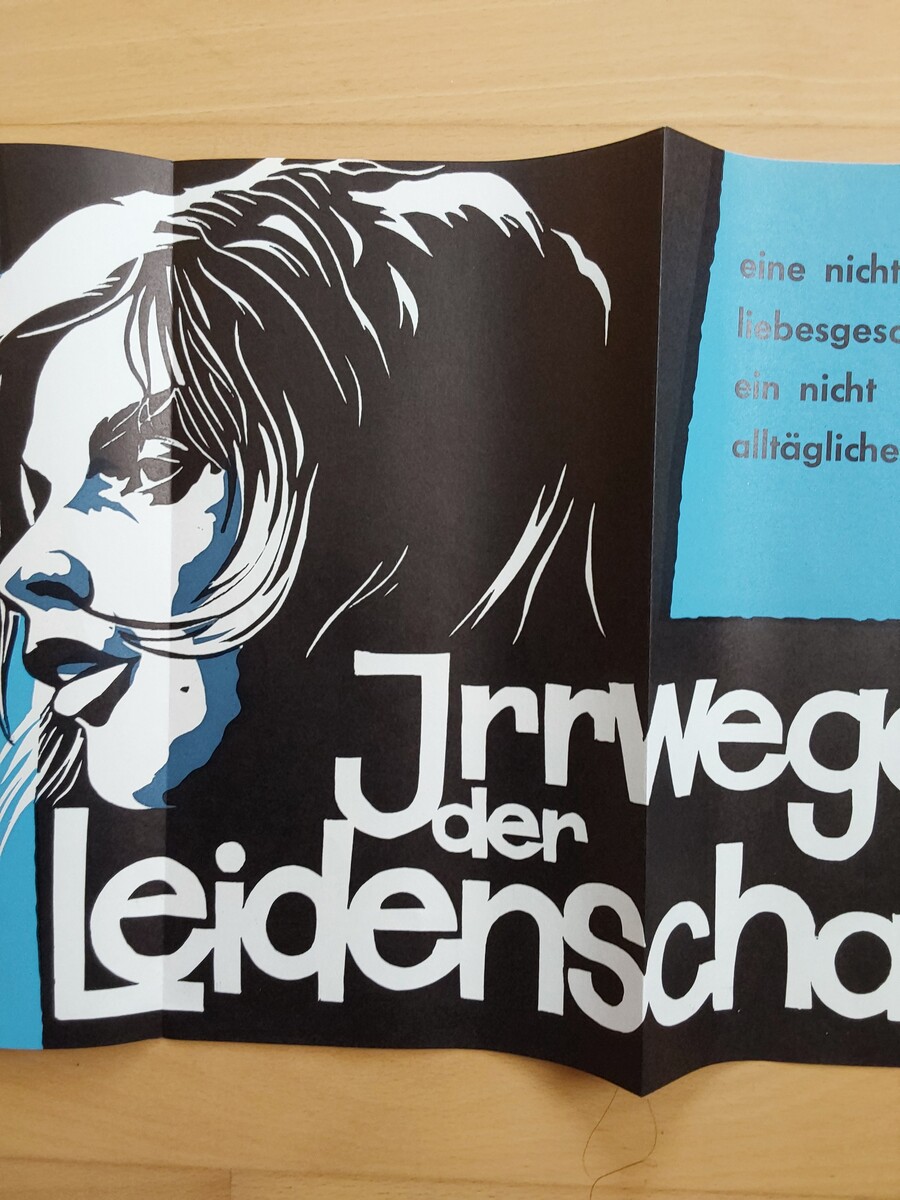 eine nicht
liebesgesc
ein nicht
alltägliche
Jrrwege
der
Leidenscha